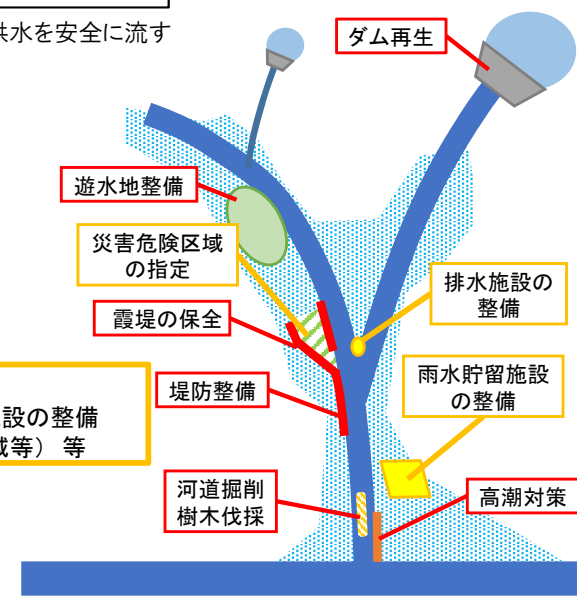 洪水を安全に流す
ダム再生
遊水地整備
災害危険区域
の指定
排水施設の
整備
霞堤の保全
雨水貯留施設
の整備
堤防整備
設の整備
域等） 等
河道掘削
樹木伐採
高潮対策